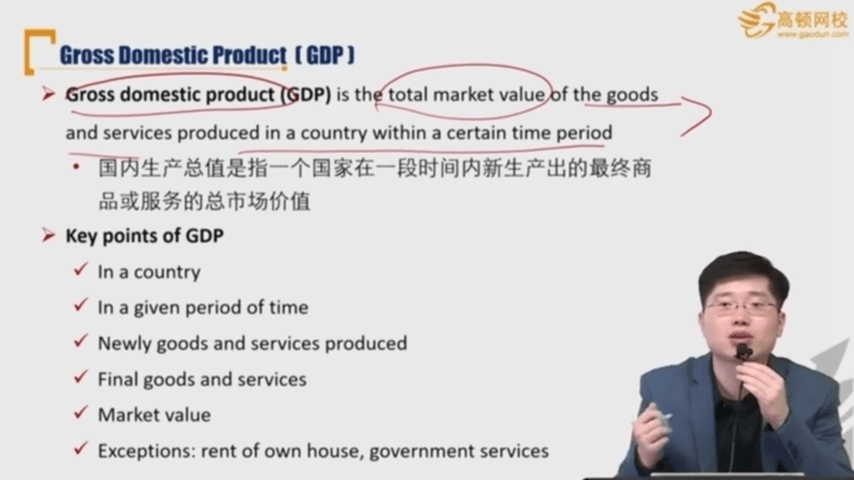 高顿网校
www.gaodun.com
Gross Domestic Product (GDP)
Gross domestic product (GDP) is the total market value of the goods
and services produced in a country within a certain time period
国内生产总值是指一个国家在一段时间内新生产出的最终商
品或服务的总市场价值
Key points of GDP
In a country
In a given period of time
Newly goods and services produced
Final goods and services
Market value
Exceptions: rent of own house, government services